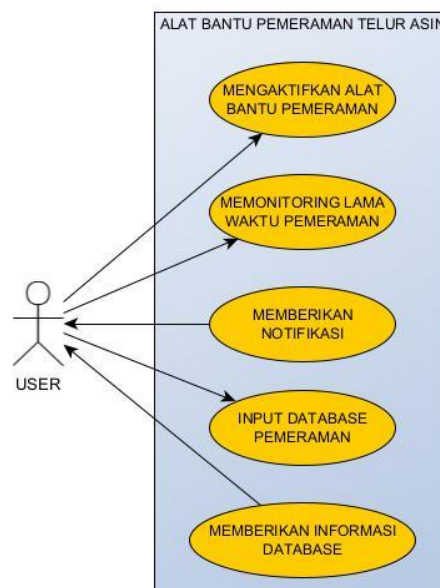 ALAT BANTU PEMERAMAN TELUR ASIN
MENGAKTIFKAN ALAT
BANTU PEMERAMAN
MEMONITORING LAMA
WAKTU PEMERAMAN
MEMBERIKAN
NOTIFIKASI
USER
INPUT DATABASE
PEMERAMAN
MEMBERIKAN INFORMASI
DATABASE